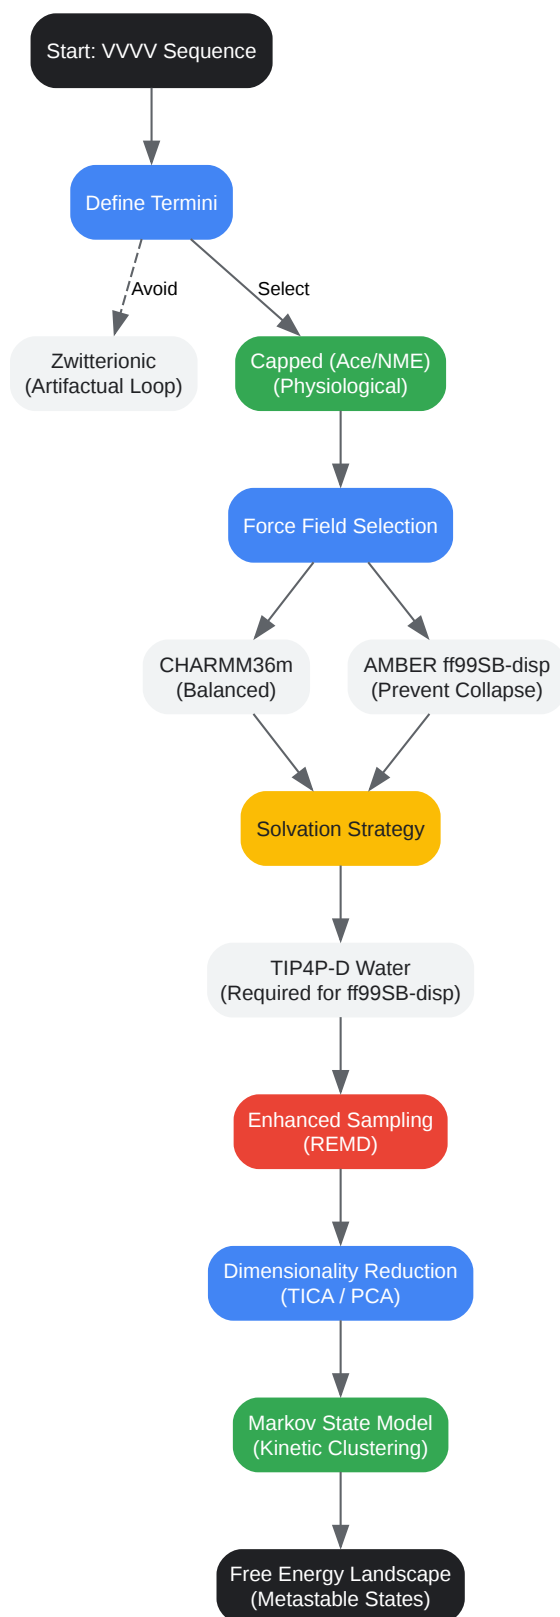 Start: VVVV Sequence
Define Termini
Avoid
Select
Zwitterionic
(Artifactual Loop)
Capped (Ace/NME)
(Physiological)
Force Field Selection
CHARMM36m
(Balanced)
AMBER ff99SB-disp
(Prevent Collapse)
Solvation Strategy
TIP4P-D Water
(Required for ff99SB-disp)
Enhanced Sampling
(REMD)
Dimensionality Reduction
(TICA / PCA)
Markov State Model
(Kinetic Clustering)
Free Energy Landscape
(Metastable States)